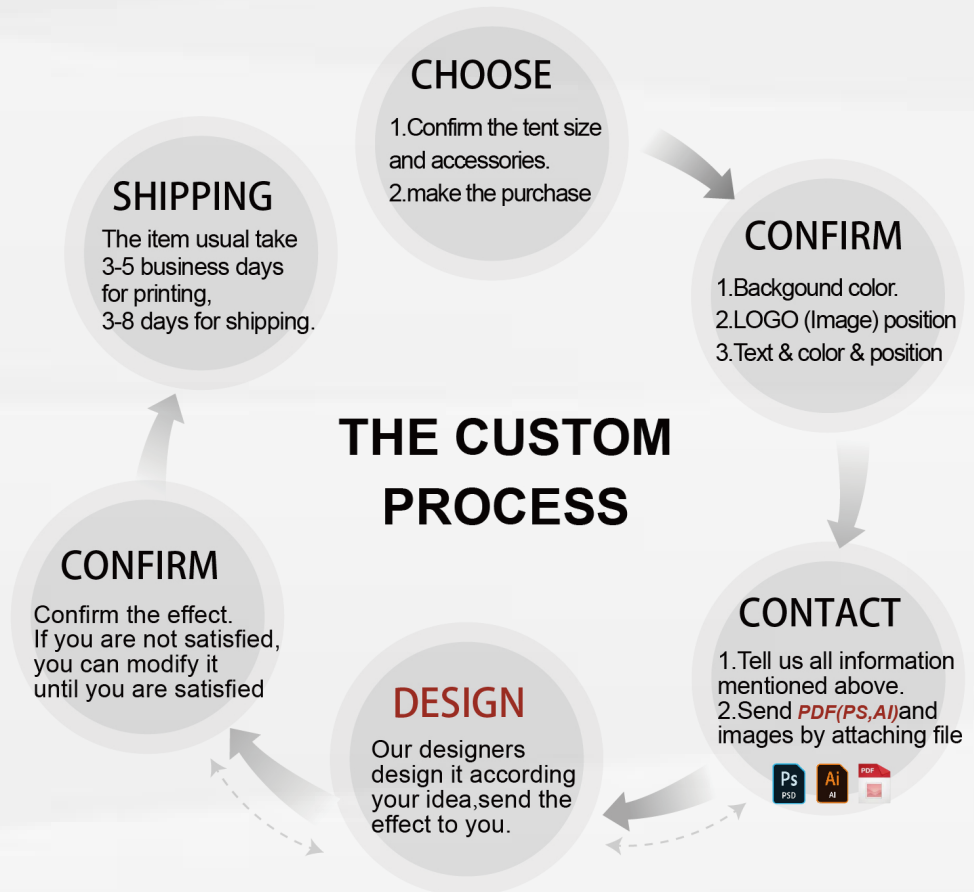 THE CUSTOM
PROCESS
CHOOSE
1.Confirm the tent size
and accessories.
2.make the purchase
CONFIRM
1.Backgound color.
2.LOGO (Image) position
3.Text & color & position
CONTACT
1.Tell us all information
mentioned above.
2.Send PDF(PS,AI)and
images by attaching file
Ps
PSD
Ai
AI
PDF
DESIGN
Our designers
design it according
your idea,send the
effect to you.
CONFIRM
Confirm the effect.
If you are not satisfied,
you can modify it
until you are satisfied
SHIPPING
The item usual take
3-5 business days
for printing,
3-8 days for shipping.